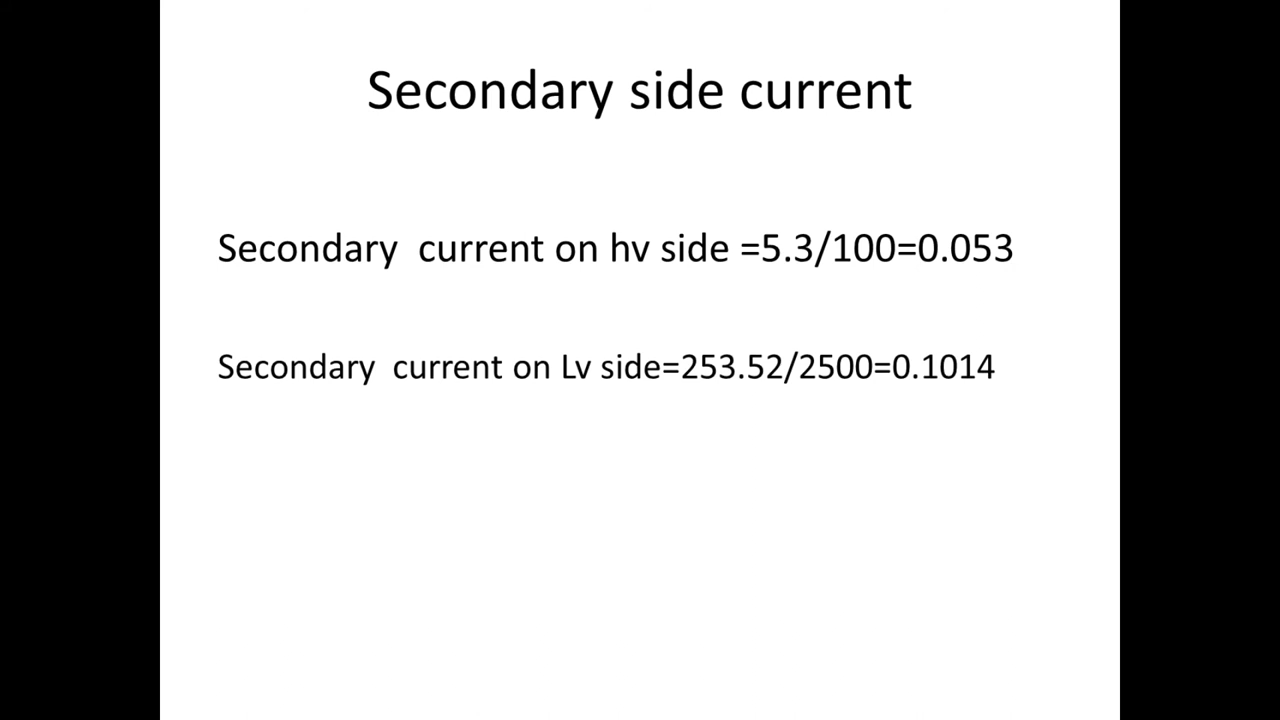 Secondary side current
Secondary  current on hv side =5.3/100=0.053
Secondary  current on Lv side=253.52/2500=0.1014